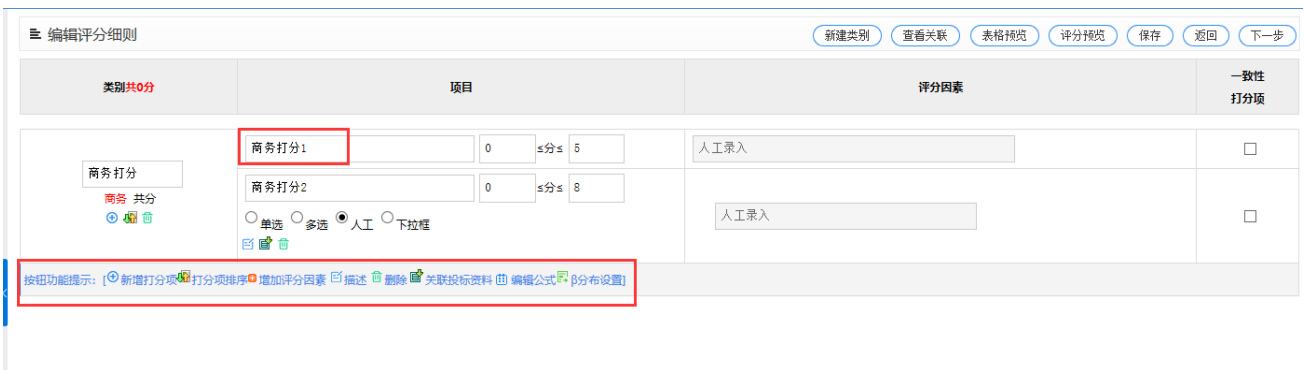 编辑评分细则
新建类别 查看关联 表格预览 评分预览 保存 返回 下一步
类别共0分 项目 评分因素 一致性
打分项
商务打分1 0 ≤分≤ 5 人工录入
商务打分
商务 共分
商务打分2 0 ≤分≤ 8
单选 多选 人工 下拉框
人工录入
按钮功能提示：[新增打分项 打分项排序 增加评分因素 描述 删除 关联投标资料 编辑公式 β分布设置]